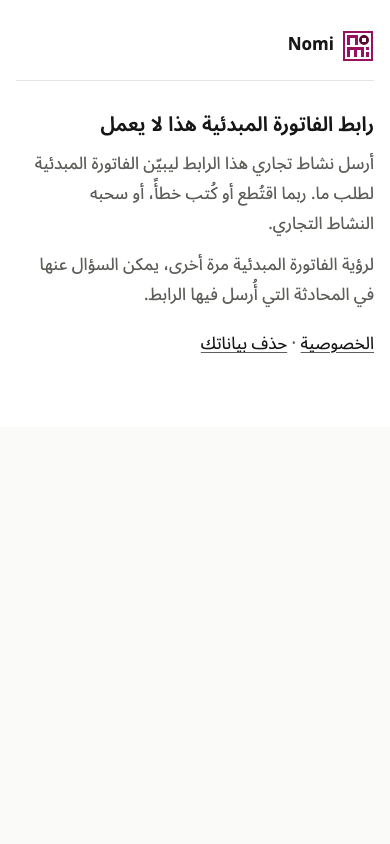 Nomi
رابط الفاتورة المبدئية هذا لا يعمل
أرسل نشاط تجاري هذا الرابط ليبيّن الفاتورة المبدئية
لطلب ما. ربما اقتُطع أو كُتب خطأً، أو سحبه
النشاط التجاري.
لرؤية الفاتورة المبدئية مرة أخرى، يمكن السؤال عنها
في المحادثة التي أُرسل فيها الرابط.
الخصوصية · حذف بياناتك